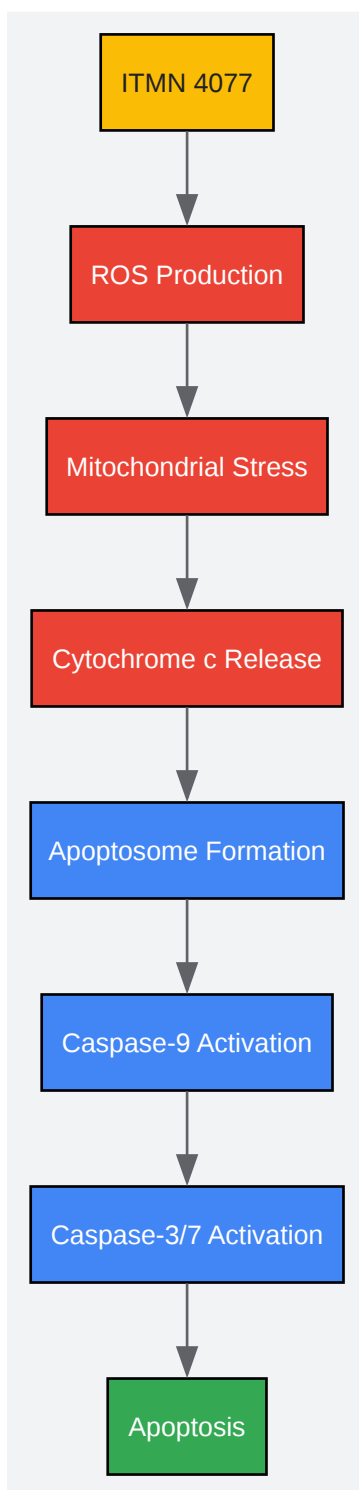 ITMN 4077
ROS Production
Mitochondrial Stress
Cytochrome c Release
Apoptosome Formation
Caspase-9 Activation
Caspase-3/7 Activation
Apoptosis